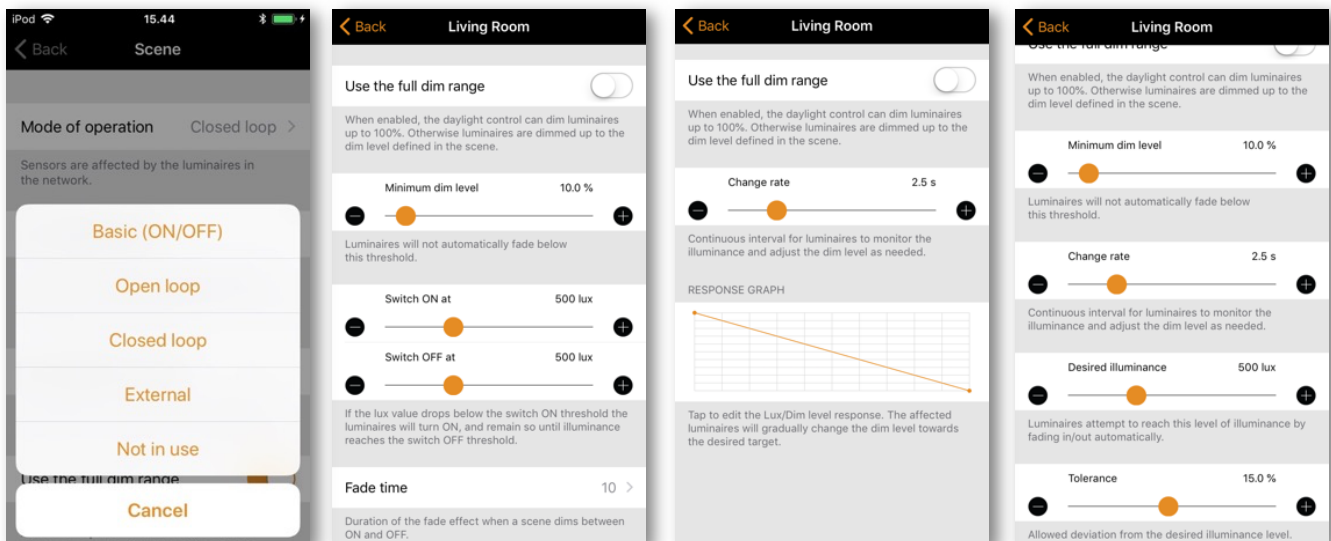 iPod 15.44
Back Scene
Mode of operation Closed loop
Sensors are affected by the luminaires in
the network.
Basic (ON/OFF)
Open loop
Closed loop
External
Not in use
Use the full dim range
Cancel
Back Living Room
Use the full dim range
When enabled, the daylight control can dim luminaires
up to 100%. Otherwise luminaires are dimmed up to the
dim level defined in the scene.
Minimum dim level 10.0 %
Luminaires will not automatically fade below
this threshold.
Switch ON at 500 lux
Switch OFF at 500 lux
If the lux value drops below the switch ON threshold the
luminaires will turn ON, and remain so until illuminance
reaches the switch OFF threshold.
Fade time 10
Duration of the fade effect when a scene dims between
ON and OFF.
Back Living Room
Use the full dim range
When enabled, the daylight control can dim luminaires
up to 100%. Otherwise luminaires are dimmed up to the
dim level defined in the scene.
Change rate 2.5 s
Continuous interval for luminaires to monitor the
illuminance and adjust the dim level as needed.
RESPONSE GRAPH
Tap to edit the Lux/Dim level response. The affected
luminaires will gradually change the dim level towards
the desired target.
Back Living Room
Use the full dim range
When enabled, the daylight control can dim luminaires
up to 100%. Otherwise luminaires are dimmed up to the
dim level defined in the scene.
Minimum dim level 10.0 %
Luminaires will not automatically fade below
this threshold.
Change rate 2.5 s
Continuous interval for luminaires to monitor the
illuminance and adjust the dim level as needed.
Desired illuminance 500 lux
Luminaires attempt to reach this level of illuminance by
fading in/out automatically.
Tolerance 15.0 %
Allowed deviation from the desired illuminance level.